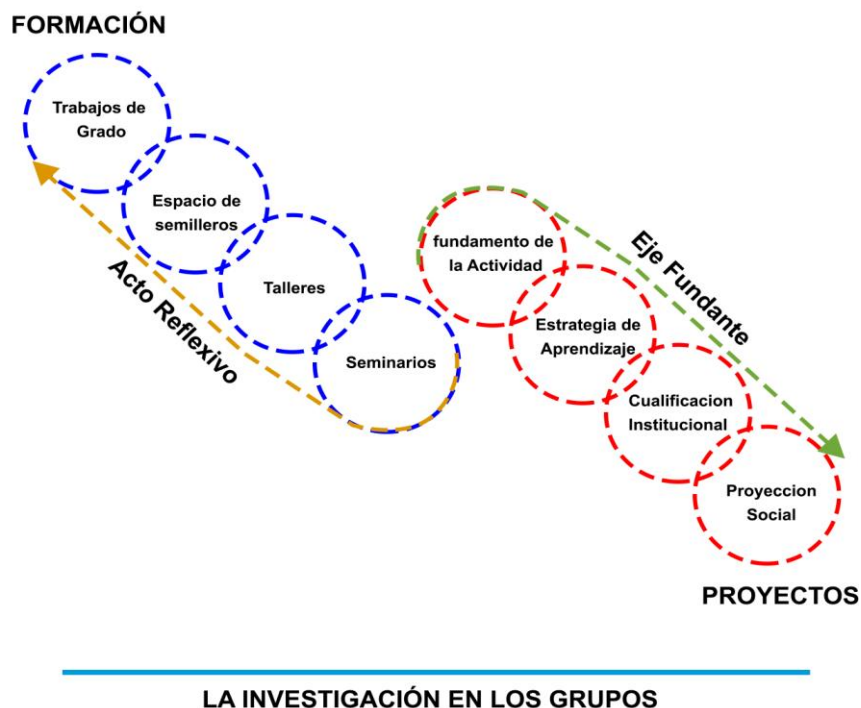 FORMACIÓN
Trabajos de
Grado
Espacio de
semilleros
Talleres
Seminarios
Acto Reflexivo
fundamento de
la Actividad
Estrategia de
Aprendizaje
Cualificacion
Institucional
Proyeccion
Social
Eje Fundante
PROYECTOS
LA INVESTIGACIÓN EN LOS GRUPOS